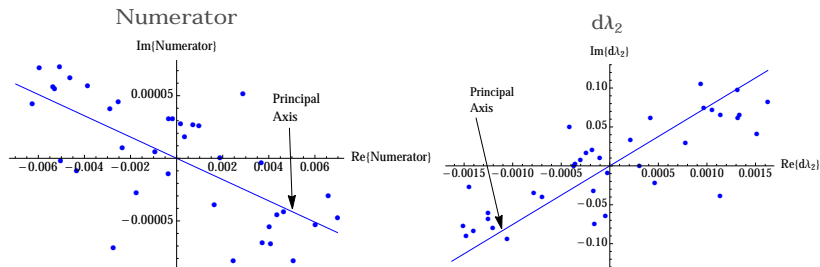 Numerator
Im{Numerator}
0.00005
Principal
Axis
-0.006
-0.004
-0.002
0.002
0.004
0.006
Re{Numerator}
-0.00005
dλ2
Im{dλ2}
0.10
0.05
Principal
Axis
-0.0015
-0.0010
-0.0005
0.0005
0.0010
0.0015
Re{dλ2}
-0.05
-0.10